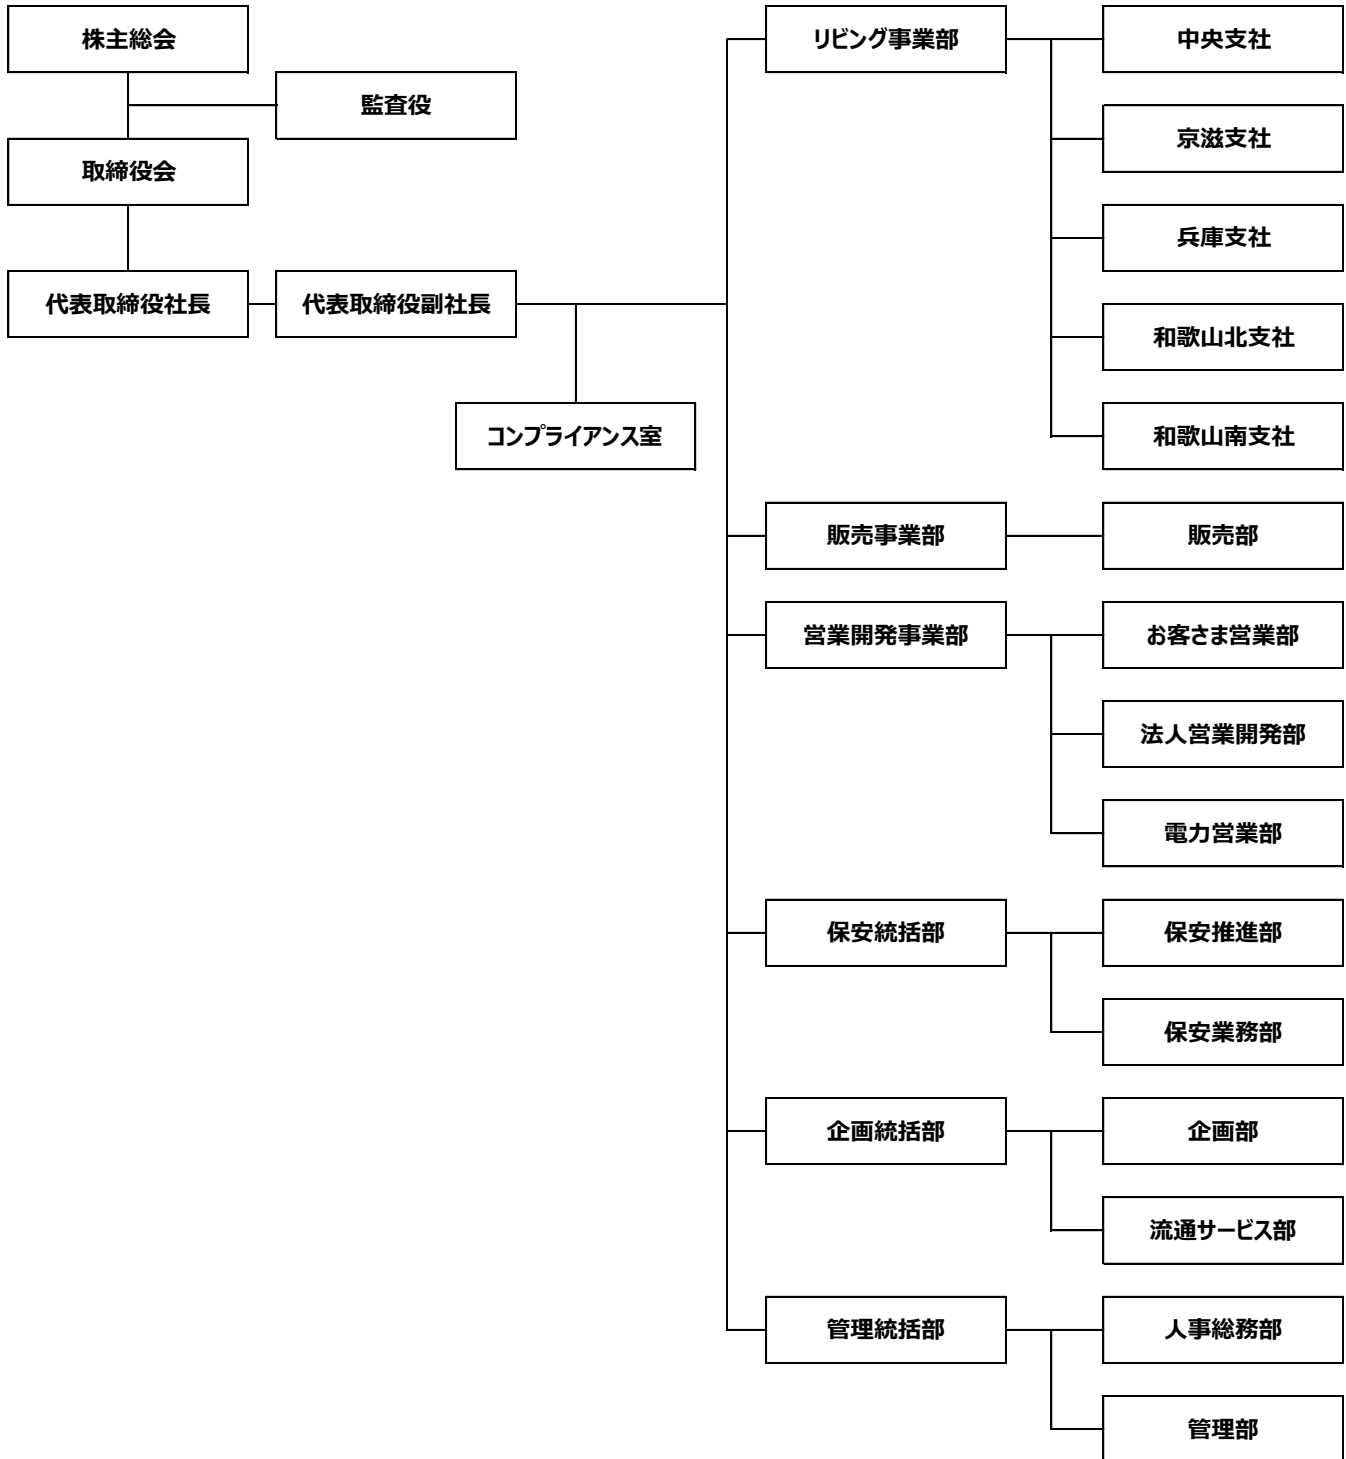 株主総会
監査役
取締役会
代表取締役社長
代表取締役副社長
コンプライアンス室
リビング事業部
中央支社
京滋支社
兵庫支社
和歌山北支社
和歌山南支社
販売事業部
販売部
営業開発事業部
お客さま営業部
法人営業開発部
電力営業部
保安統括部
保安推進部
保安業務部
企画統括部
企画部
流通サービス部
管理統括部
人事総務部
管理部